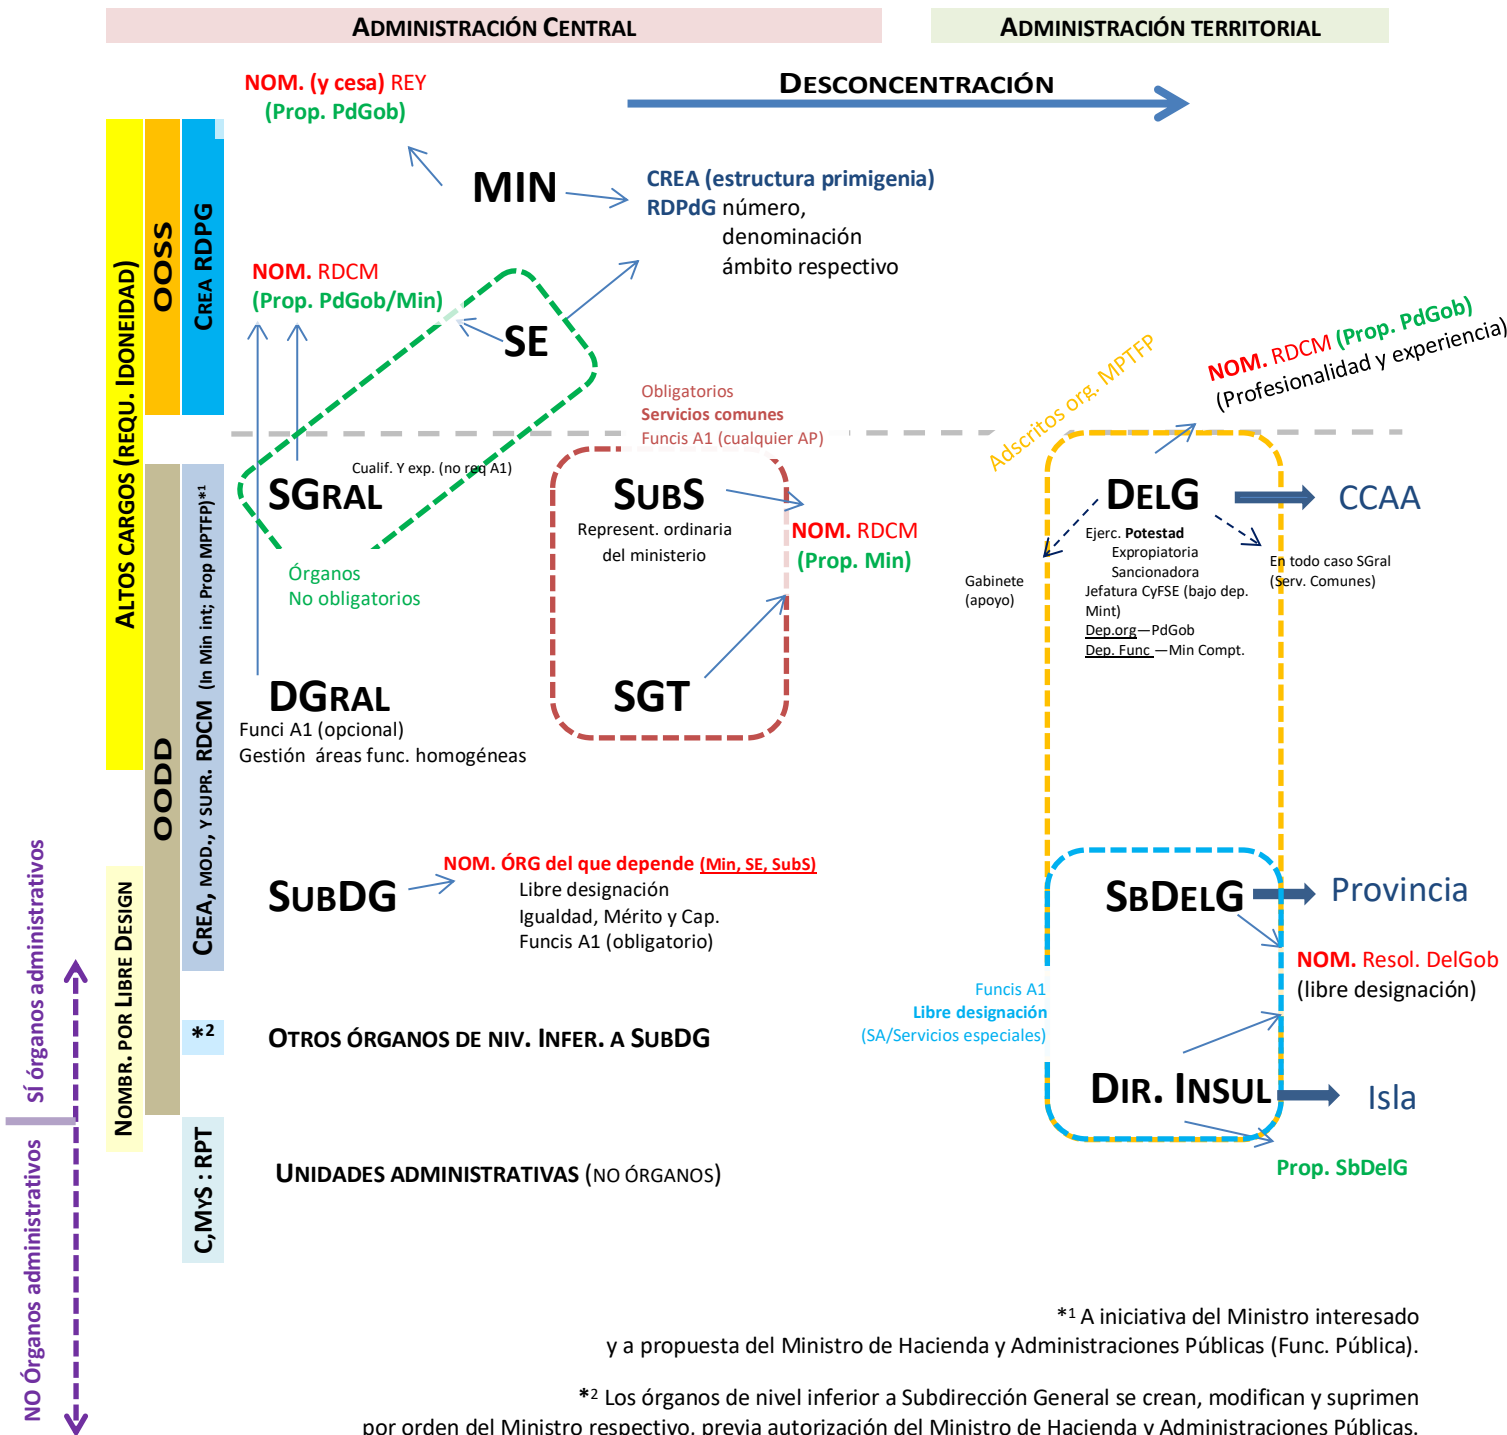 ADMINISTRACIÓN CENTRAL
ADMINISTRACIÓN TERRITORIAL
NOM. (y cesa) REY
(Prop. PdGob)
DESCONCENTRACIÓN
MIN
CREA (estructura primigenia)
RDPdG número,
denominación
ámbito respectivo
NOM. RDCM
(Prop. PdGob/Min)
SE
Obligatorios
Servicios comunes
Funcis A1 (cualquier AP)
Adscritos org. MPTFP
NOM. RDCM (Prop. PdGob)
(Profesionalidad y experiencia)
Cualif. Y exp. (no req A1)
SGRAL
Órganos
No obligatorios
SUBS
Represent. ordinaria
del ministerio
NOM. RDCM
(Prop. Min)
SGT
DELG
CCAA
Ejerc. Potestad
Expropiatoria
Sancionadora
Jefatura CyFSE (bajo dep.
Mint)
Dep.org—PdGob
Dep. Func —Min Compt.
Gabinete
(apoyo)
En todo caso SGral
(Serv. Comunes)
DGRAL
Funci A1 (opcional)
Gestión áreas func. homogéneas
SUBDG
NOM. ÓRG del que depende (Min, SE, SubS)
Libre designación
Igualdad, Mérito y Cap.
Funcis A1 (obligatorio)
SBDELG
Provincia
NOM. Resol. DelGob
(libre designación)
Funcis A1
Libre designación
(SA/Servicios especiales)
OTROS ÓRGANOS DE NIV. INFER. A SUBDG
DIR. INSUL
Isla
Prop. SbDelG
UNIDADES ADMINISTRATIVAS (NO ÓRGANOS)
ALTOS CARGOS (REQU. IDONEIDAD)
OOSS
CREA RDPG
OODD
CREA, MOD., Y SUPR. RDCM (In Min int; Prop MPTFP)*1
NOMBR. POR LIBRE DESIGN
*2
C,MYS : RPT
SÍ órganos administrativos
NO Órganos administrativos
*1 A iniciativa del Ministro interesado
y a propuesta del Ministro de Hacienda y Administraciones Públicas (Func. Pública).
*2 Los órganos de nivel inferior a Subdirección General se crean, modifican y suprimen
por orden del Ministro respectivo, previa autorización del Ministro de Hacienda y Administraciones Públicas.